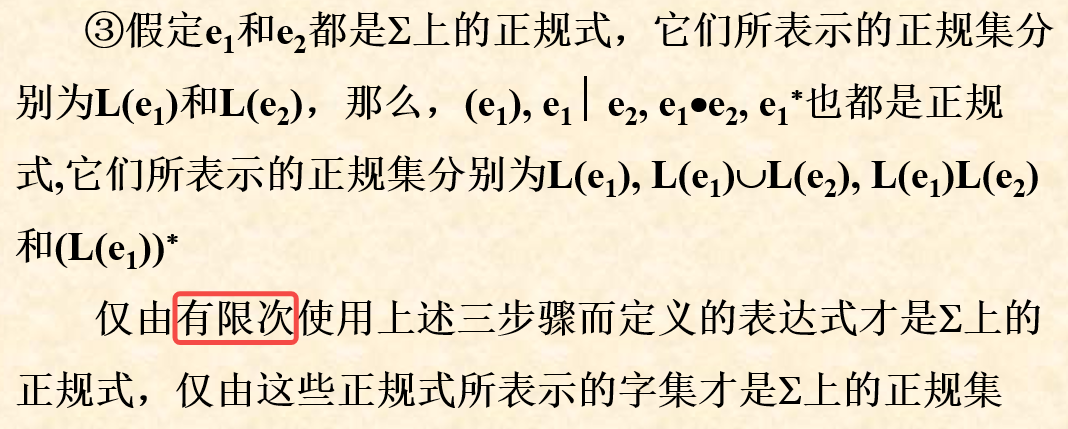 ③假定e₁和e₂都是Σ上的正规式，它们所表示的正规集分
别为L(e₁)和L(e₂)，那么，(e₁), e₁│ e₂, e₁•e₂, e₁*也都是正规
式,它们所表示的正规集分别为L(e₁), L(e₁)∪L(e₂), L(e₁)L(e₂)
和(L(e₁))*
仅由有限次使用上述三步骤而定义的表达式才是Σ上的
正规式，仅由这些正规式所表示的字集才是Σ上的正规集